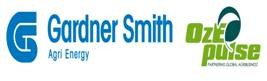 Gardner Smith
Agri Energy
OzE
pulse
PARTNERING GLOBAL AGRIBUSINESS